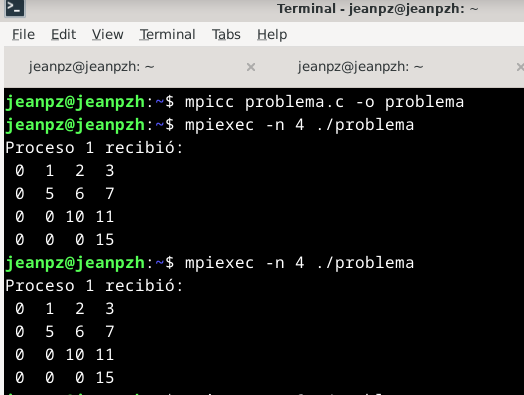 Terminal - jeanpz@jeanpzh: ~
File Edit View Terminal Tabs Help
jeanpz@jeanpzh: ~ × jeanpz@jeanpzh: ~ ×
jeanpz@jeanpzh:~$ mpicc problema.c -o problema
jeanpz@jeanpzh:~$ mpiexec -n 4 ./problema
Proceso 1 recibió:
0 1 2 3
0 5 6 7
0 0 10 11
0 0 0 15
jeanpz@jeanpzh:~$ mpiexec -n 4 ./problema
Proceso 1 recibió:
0 1 2 3
0 5 6 7
0 0 10 11
0 0 0 15